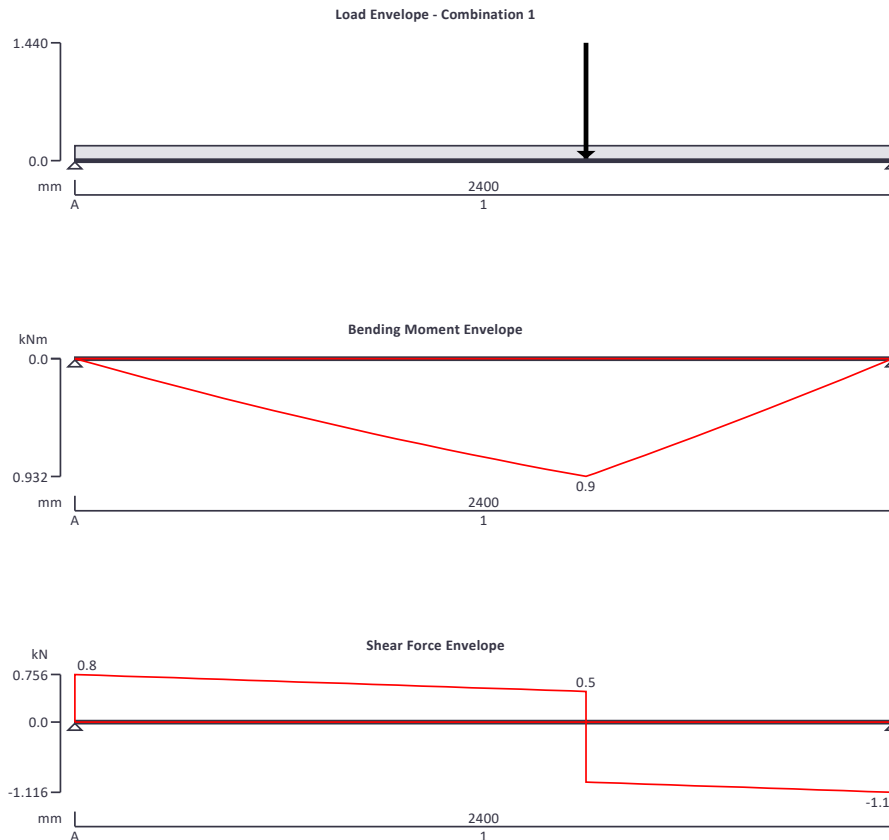 Load Envelope - Combination 1
1.440
0.0
mm
2400
A
1
Bending Moment Envelope
kNm
0.0
0.932
0.9
mm
2400
A
1
Shear Force Envelope
kN
0.756
0.8
0.5
0.0
-1.116
-1.1
mm
2400
A
1